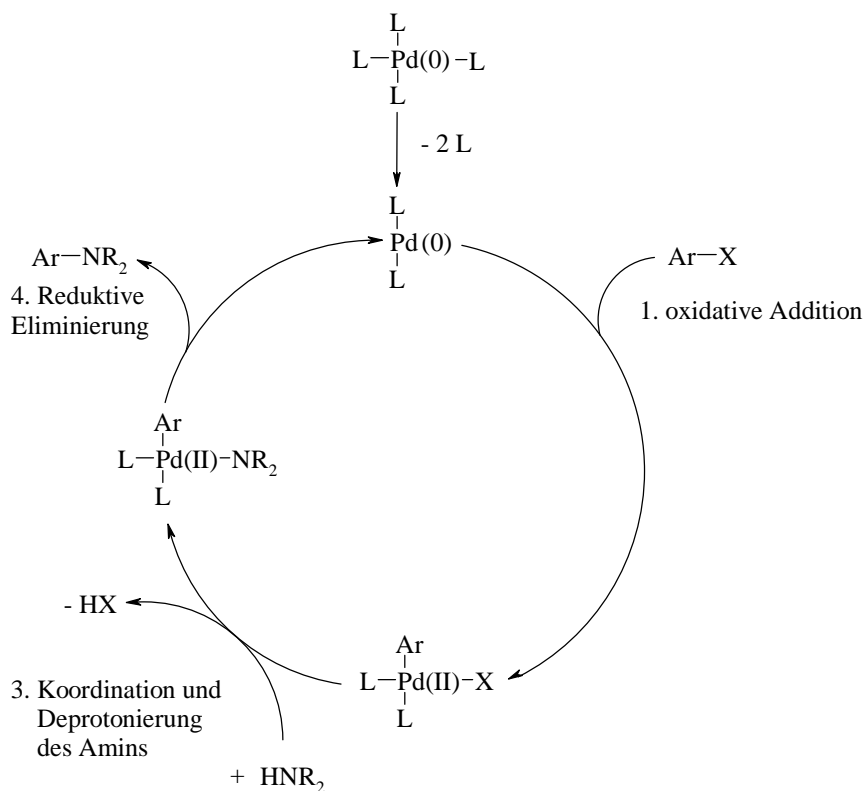 L
L–Pd(0)–L
L
- 2 L
L
Pd(0)
L
Ar–X
1. oxidative Addition
Ar–NR2
4. Reduktive
Eliminierung
Ar
L–Pd(II)–NR2
L
- HX
Ar
L–Pd(II)–X
L
3. Koordination und
Deprotonierung
des Amins
+ HNR2